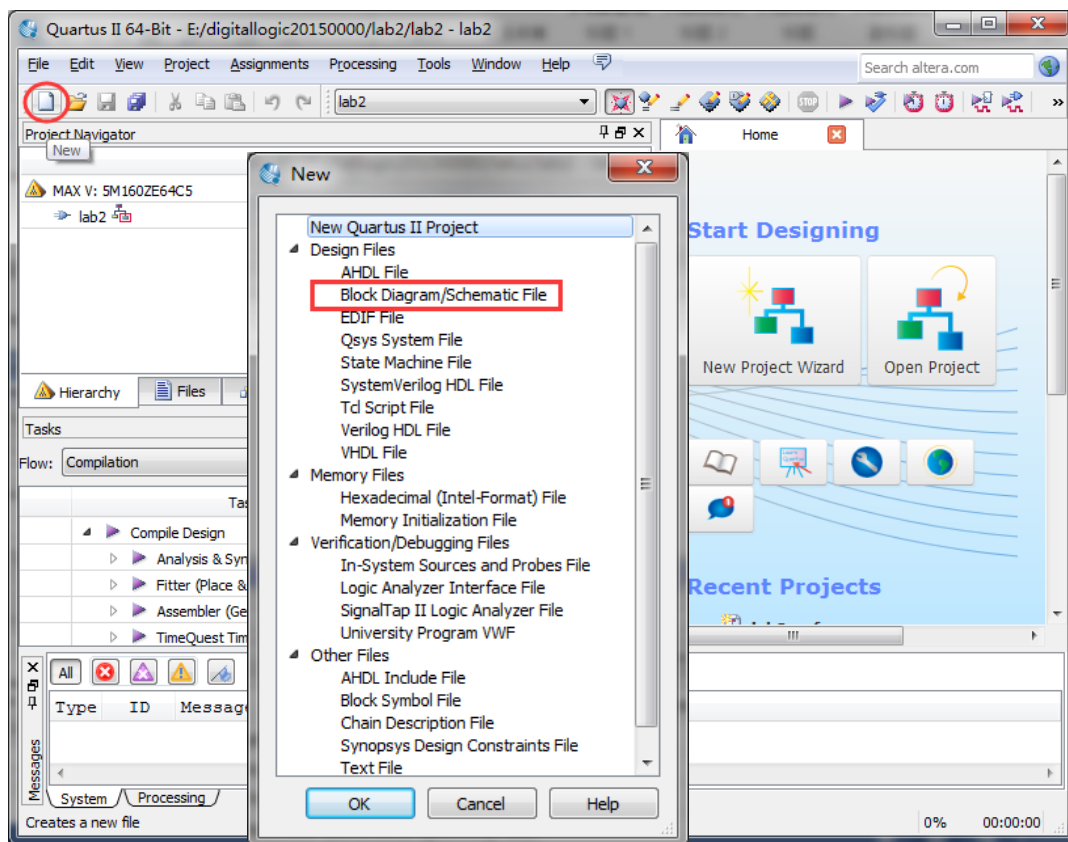 Quartus II 64-Bit - E:/digitallogic20150000/lab2/lab2 - lab2
File Edit View Project Assignments Processing Tools Window Help
Search altera.com
lab2
STOP
»
Project Navigator
Home
New
MAX V: 5M160ZE64C5
lab2
Hierarchy
Files
Tasks
Flow: Compilation
Compile Design
Analysis & Syn
Fitter (Place &
Assembler (Ge
TimeQuest Tim
New
New Quartus II Project
Design Files
AHDL File
Block Diagram/Schematic File
EDIF File
Qsys System File
State Machine File
SystemVerilog HDL File
Tcl Script File
Verilog HDL File
VHDL File
Memory Files
Hexadecimal (Intel-Format) File
Memory Initialization File
Verification/Debugging Files
In-System Sources and Probes File
Logic Analyzer Interface File
SignalTap II Logic Analyzer File
University Program VWF
Other Files
AHDL Include File
Block Symbol File
Chain Description File
Synopsys Design Constraints File
Text File
OK Cancel Help
Start Designing
New Project Wizard
Open Project
Recent Projects
All
Type ID Messag
Messages
System
Processing
Creates a new file
0% 00:00:00